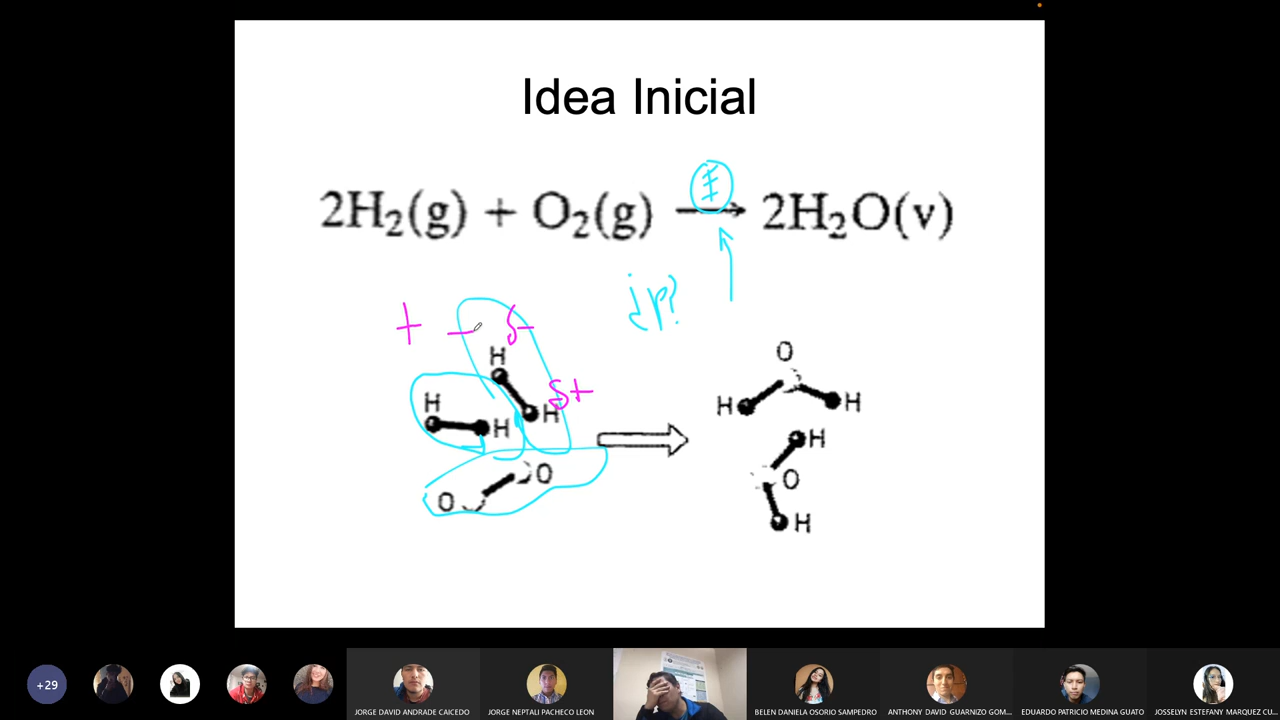 Idea Inicial
2H₂(g) + O₂(g) → 2H₂O(v)
¿P?
+ - δ-
H
δ+
H
H
H
O
O
O
H
H
H
O
H
+29
JORGE DAVID ANDRADE CAICEDO
JORGE NEPTALI PACHECO LEON
BELEN DANIELA OSORIO SAMPEDRO
ANTHONY DAVID GUARNIZO GOM...
EDUARDO PATRICIO MEDINA GUATO
JOSSELYN ESTEFANY MARQUEZ CU...